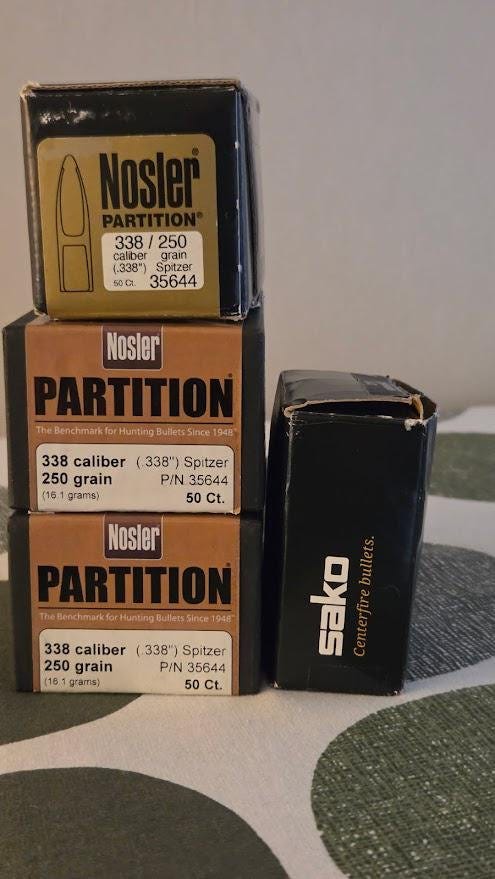 Nosler®
PARTITION®
338 / 250
caliber grain
(.338") Spitzer
50 Ct. 35644
Nosler
PARTITION®
The Benchmark for Hunting Bullets Since 1948™
338 caliber (.338") Spitzer
250 grain P/N 35644
(16.1 grams) 50 Ct.
Nosler
PARTITION®
The Benchmark for Hunting Bullets Since 1948™
338 caliber (.338") Spitzer
250 grain P/N 35644
(16.1 grams) 50 Ct.
sako
Centerfire bullets.